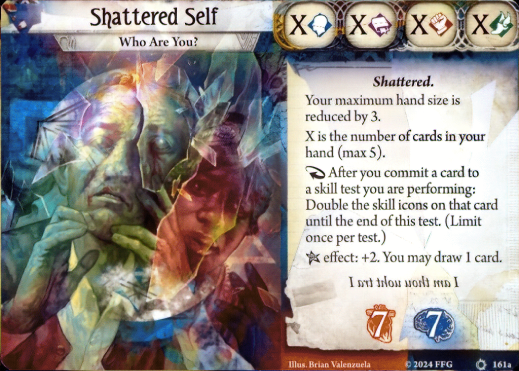 Shattered Self
Who Are You?
X X X X
Shattered.
Your maximum hand size is
reduced by 3.
X is the number of cards in your
hand (max 5).
After you commit a card to
a skill test you are performing:
Double the skill icons on that card
until the end of this test. (Limit
once per test.)
effect: +2. You may draw 1 card.
7 7
Illus. Brian Valenzuela
© 2024 FFG
161a